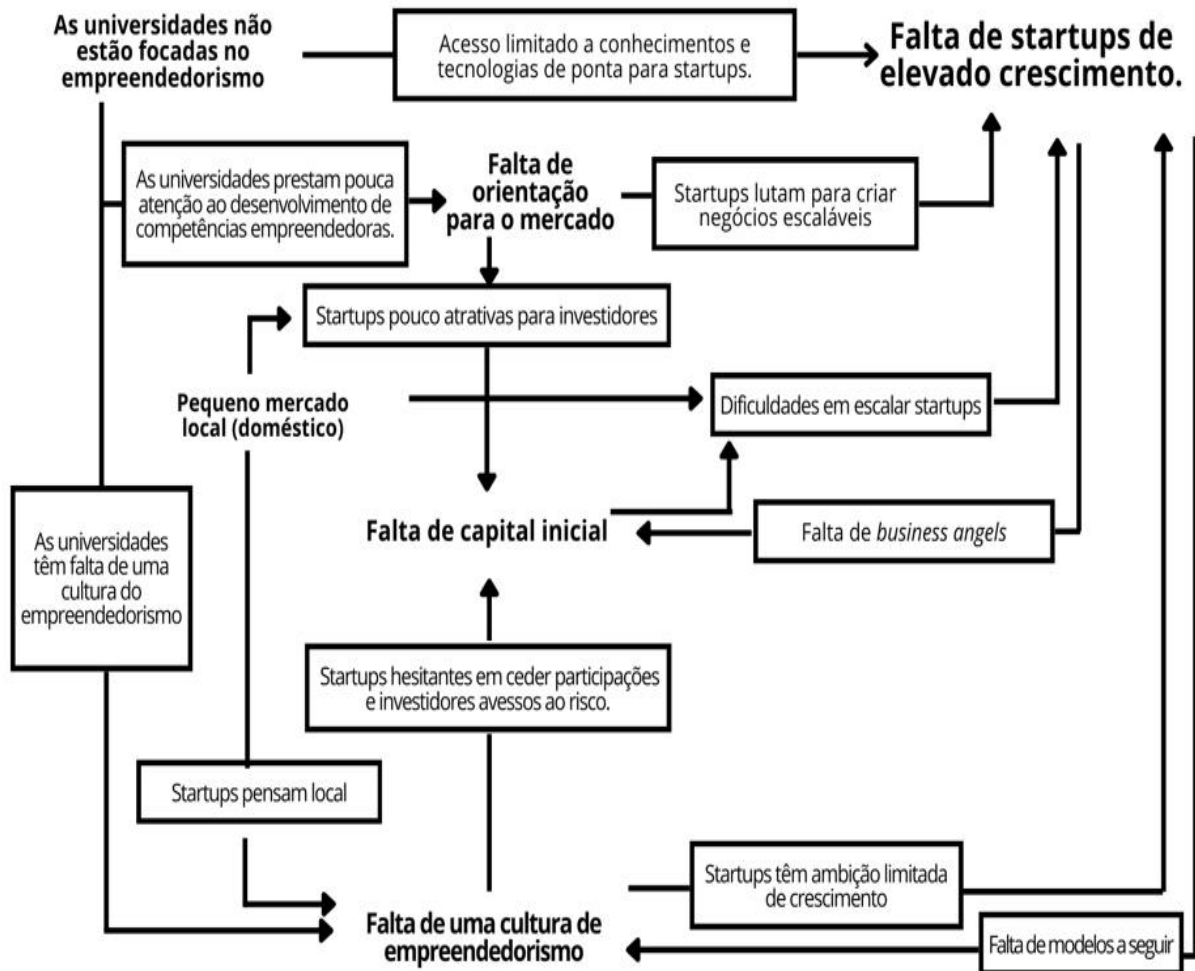 As universidades não
estão focadas no
empreendedorismo
Acesso limitado a conhecimentos e
tecnologias de ponta para startups.
Falta de startups de
elevado crescimento.
As universidades prestam pouca
atenção ao desenvolvimento de
competências empreendedoras.
Falta de
orientação
para o mercado
Startups lutam para criar
negócios escaláveis
Startups pouco atrativas para investidores
Pequeno mercado
local (doméstico)
Dificuldades em escalar startups
As universidades
têm falta de uma
cultura do
empreendedorismo
Falta de capital inicial
Falta de business angels
Startups hesitantes em ceder participações
e investidores avessos ao risco.
Startups pensam local
Startups têm ambição limitada
de crescimento
Falta de uma cultura de
empreendedorismo
Falta de modelos a seguir